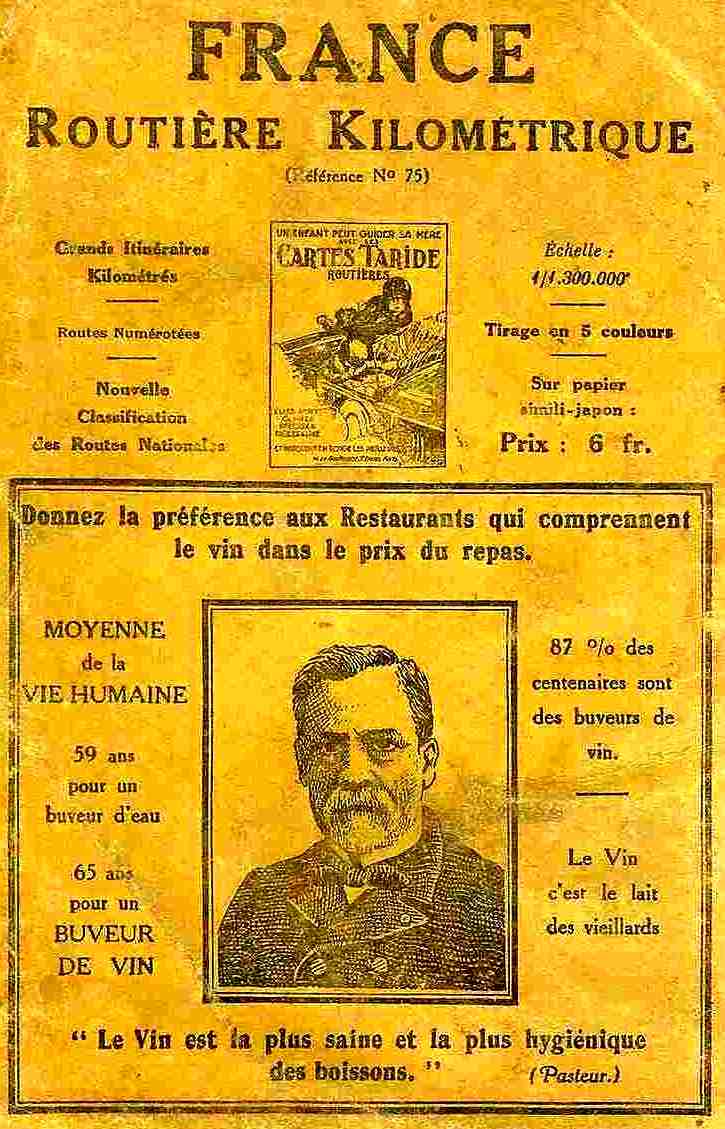 FRANCE
ROUTIÈRE KILOMÉTRIQUE
(Référence No 75)
Grands Itinéraires
Kilométrés
Routes Numérotées
Nouvelle
Classification
des Routes Nationales
UN ENFANT PEUT GUIDER SA MÈRE
AVEC LES
CARTES TARIDE
ROUTIÈRES
Échelle :
1/1.300.000e
Tirage en 5 couleurs
Sur papier
simili-japon :
Prix : 6 fr.
Donnez la préférence aux Restaurants qui comprennent
le vin dans le prix du repas.
MOYENNE
de la
VIE HUMAINE
59 ans
pour un
buveur d'eau
65 ans
pour un
BUVEUR
DE VIN
87 % des
centenaires sont
des buveurs de
vin.
Le Vin
c'est le lait
des vieillards
“ Le Vin est la plus saine et la plus hygiénique
des boissons. ” (Pasteur.)